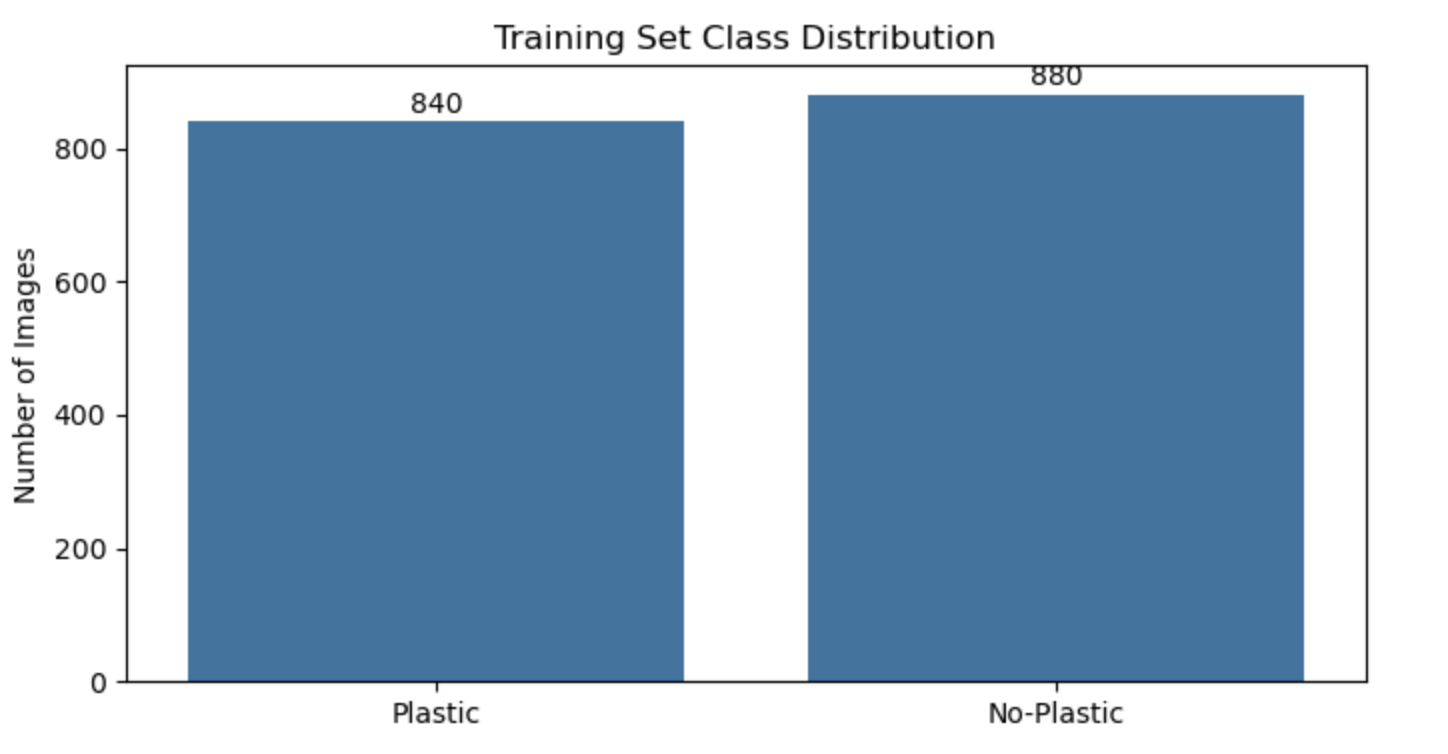 Training Set Class Distribution
840
880
800
600
400
200
0
Number of Images
Plastic
No-Plastic